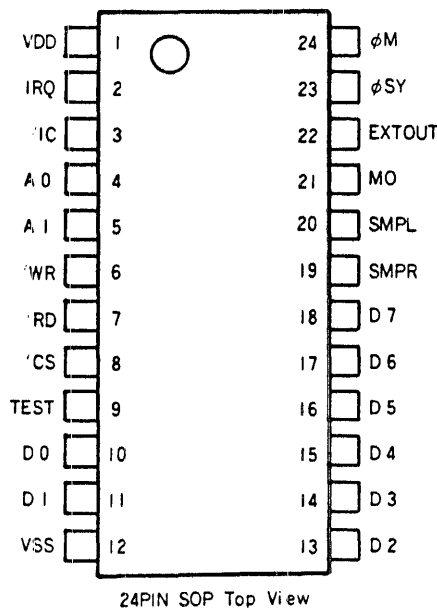 VDD 1 24 φM
IRQ 2 23 φSY
'IC 3 22 EXTOUT
A0 4 21 MO
A1 5 20 SMPL
'WR 6 19 SMPR
'RD 7 18 D7
'CS 8 17 D6
TEST 9 16 D5
D0 10 15 D4
D1 11 14 D3
VSS 12 13 D2
24PIN SOP Top View